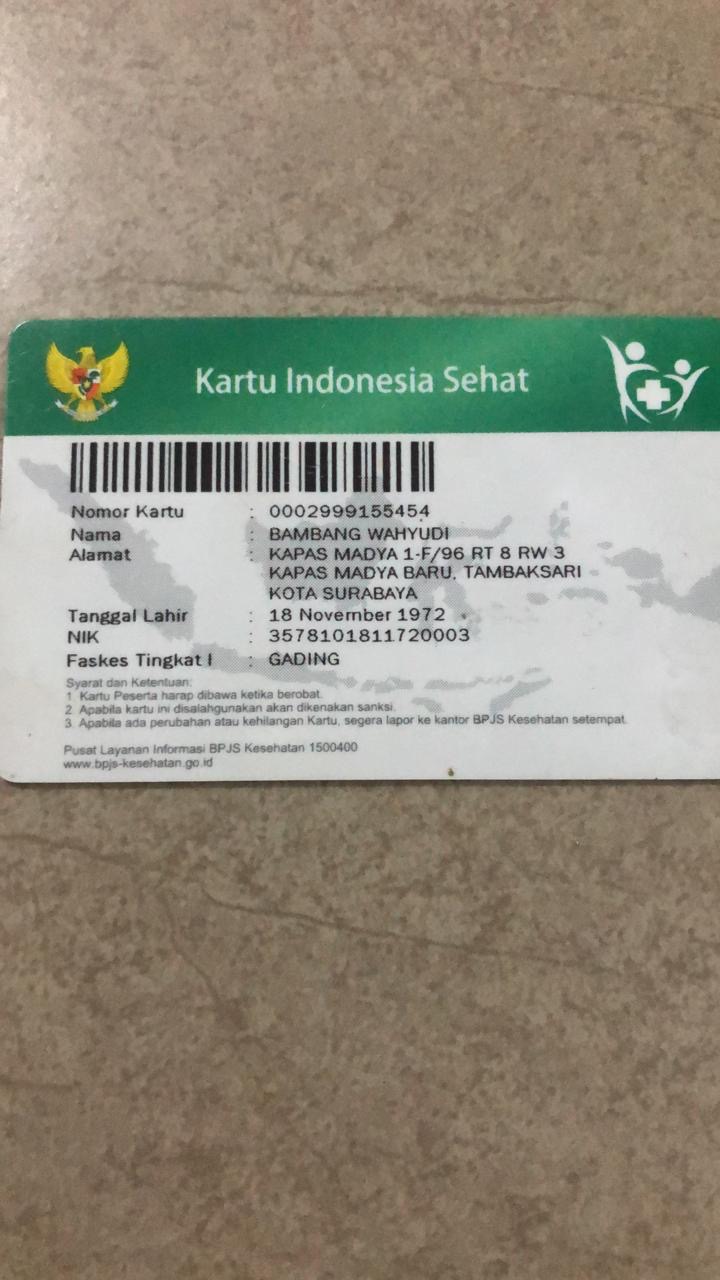 Kartu Indonesia Sehat
Nomor Kartu : 0002999155454
Nama : BAMBANG WAHYUDI
Alamat : KAPAS MADYA 1-F/96 RT 8 RW 3
KAPAS MADYA BARU, TAMBAKSARI
KOTA SURABAYA
Tanggal Lahir : 18 November 1972
NIK : 3578101811720003
Faskes Tingkat I : GADING
Syarat dan Ketentuan:
1. Kartu Peserta harap dibawa ketika berobat.
2. Apabila kartu ini disalahgunakan akan dikenakan sanksi.
3. Apabila ada perubahan atau kehilangan Kartu, segera lapor ke kantor BPJS Kesehatan setempat.
Pusat Layanan Informasi BPJS Kesehatan 1500400
www.bpjs-kesehatan.go.id